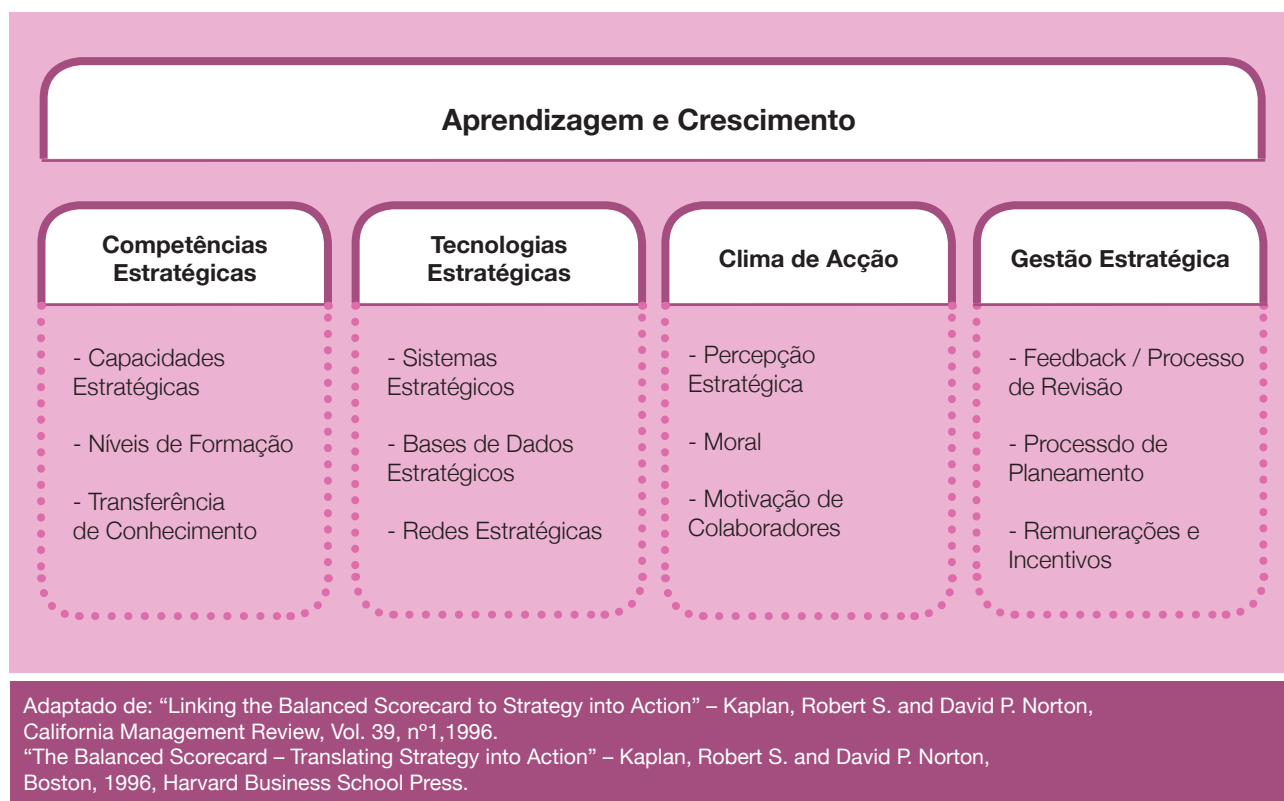 Aprendizagem e Crescimento
Competências
Estratégicas
- Capacidades
Estratégicas
- Níveis de Formação
- Transferência
de Conhecimento
Tecnologias
Estratégicas
- Sistemas
Estratégicos
- Bases de Dados
Estratégicos
- Redes Estratégicas
Clima de Acção
- Percepção
Estratégica
- Moral
- Motivação de
Colaboradores
Gestão Estratégica
- Feedback / Processo
de Revisão
- Processdo de
Planeamento
- Remunerações e
Incentivos
Adaptado de: “Linking the Balanced Scorecard to Strategy into Action” – Kaplan, Robert S. and David P. Norton,
California Management Review, Vol. 39, nº1,1996.
“The Balanced Scorecard – Translating Strategy into Action” – Kaplan, Robert S. and David P. Norton,
Boston, 1996, Harvard Business School Press.